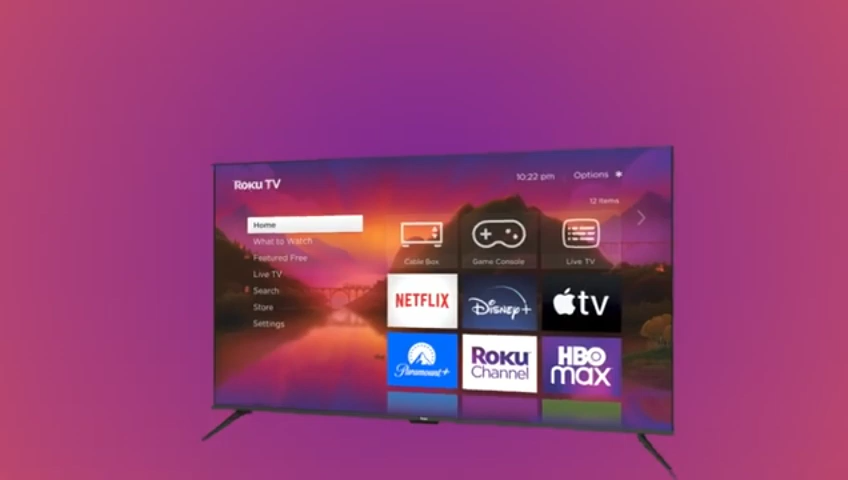 Roku TV
10:22 pm
Options *
12 Items
Home
What to Watch
Featured Free
Live TV
Search
Store
Settings
Cable Box
Game Console
Live TV
NETFLIX
Disney+
tv
Paramount+
Roku
Channel
HBO
max